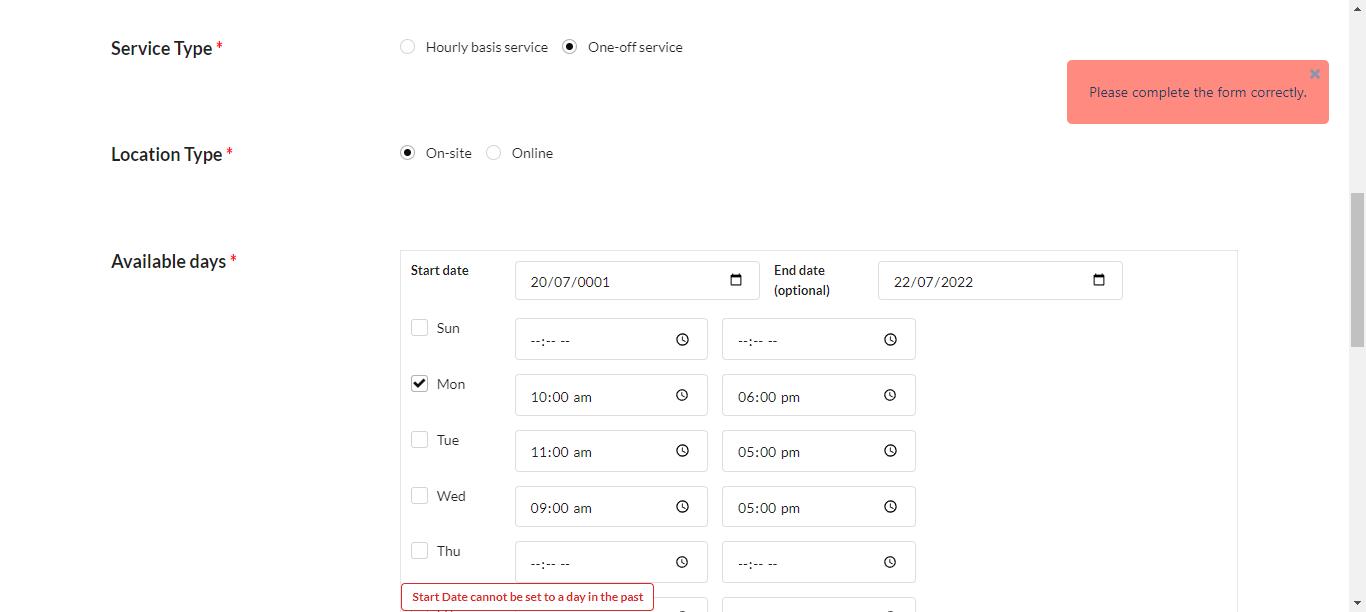 Service Type *
Hourly basis service One-off service
Please complete the form correctly.
Location Type *
On-site Online
Available days *
Start date 20/07/0001 End date (optional) 22/07/2022
Sun --:-- -- --:-- --
Mon 10:00 am 06:00 pm
Tue 11:00 am 05:00 pm
Wed 09:00 am 05:00 pm
Thu --:-- -- --:-- --
Start Date cannot be set to a day in the past